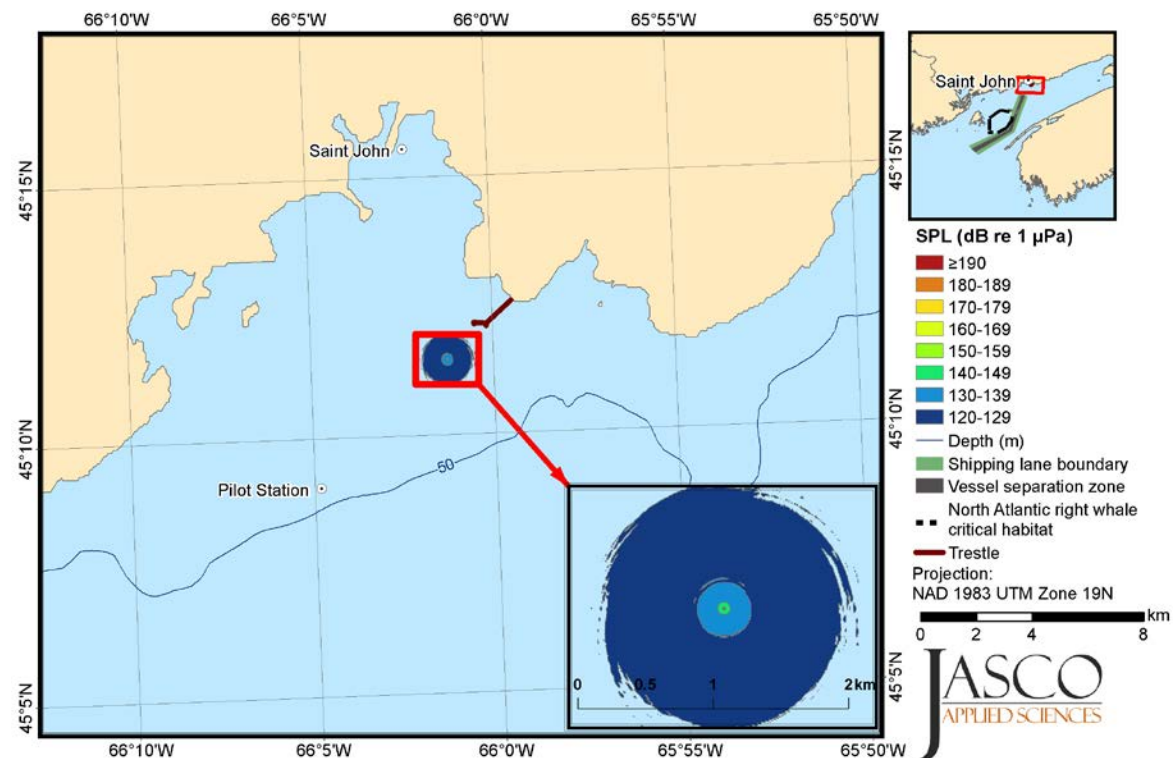 66°10'W 66°5'W 66°0'W 65°55'W 65°50'W
45°15'N
45°10'N
45°5'N
Saint John
Pilot Station
50
0 0.5 1 2km
45°15'N
45°10'N
45°5'N
66°10'W 66°5'W 66°0'W 65°55'W 65°50'W
Saint John
SPL (dB re 1 µPa)
≥190
180-189
170-179
160-169
150-159
140-149
130-139
120-129
Depth (m)
Shipping lane boundary
Vessel separation zone
North Atlantic right whale
critical habitat
Trestle
Projection:
NAD 1983 UTM Zone 19N
km
0 2 4 8
JASCO
APPLIED SCIENCES